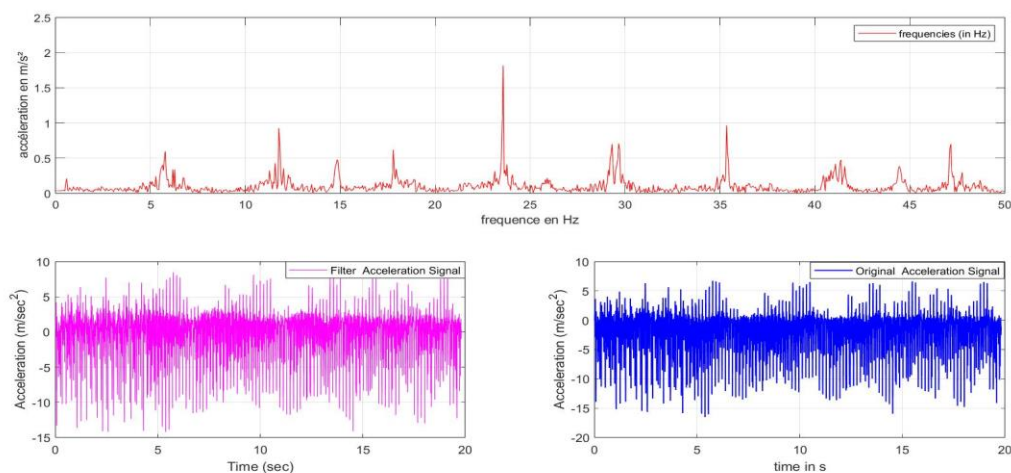 2.5
2
1.5
1
0.5
0
accéleration en m/s²
frequencies (in Hz)
0 5 10 15 20 25 30 35 40 45 50
frequence en Hz
10
5
0
-5
-10
-15
Acceleration (m/sec²)
Filter Acceleration Signal
0 5 10 15 20
Time (sec)
10
5
0
-5
-10
-15
-20
Acceleration (m/sec²)
Original Acceleration Signal
0 5 10 15 20
time in s